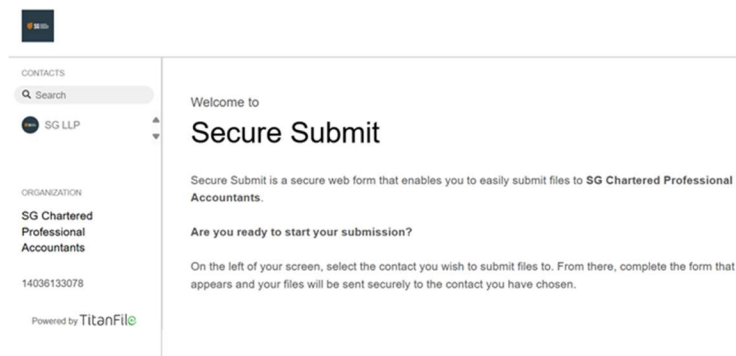 SG
CONTACTS
Search
SG LLP
ORGANIZATION
SG Chartered
Professional
Accountants
14036133078
Powered by TitanFile
Welcome to
Secure Submit
Secure Submit is a secure web form that enables you to easily submit files to SG Chartered Professional
Accountants.
Are you ready to start your submission?
On the left of your screen, select the contact you wish to submit files to. From there, complete the form that
appears and your files will be sent securely to the contact you have chosen.